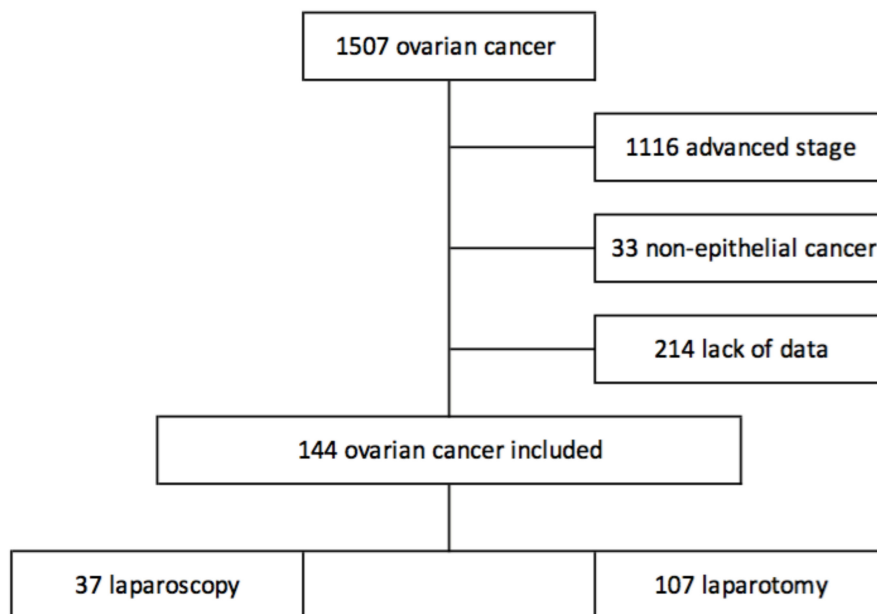 1507 ovarian cancer
1116 advanced stage
33 non-epithelial cancer
214 lack of data
144 ovarian cancer included
37 laparoscopy
107 laparotomy